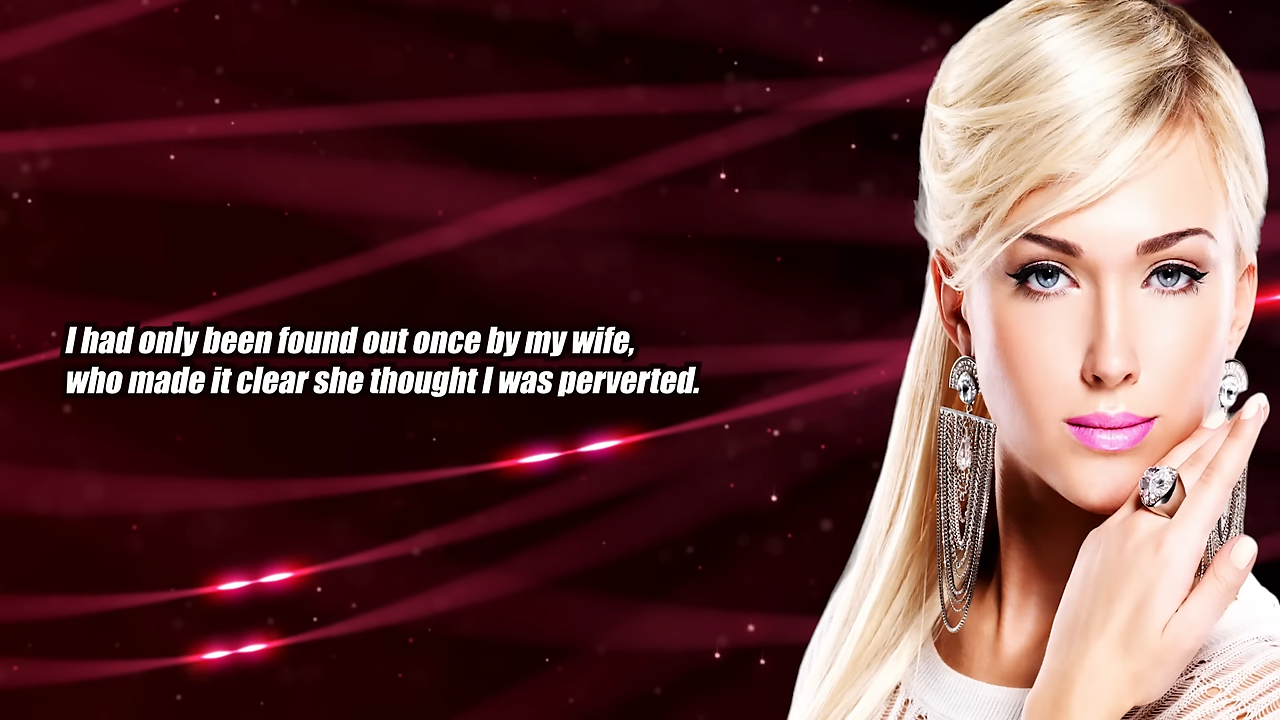 I had only been found out once by my wife,
who made it clear she thought I was perverted.